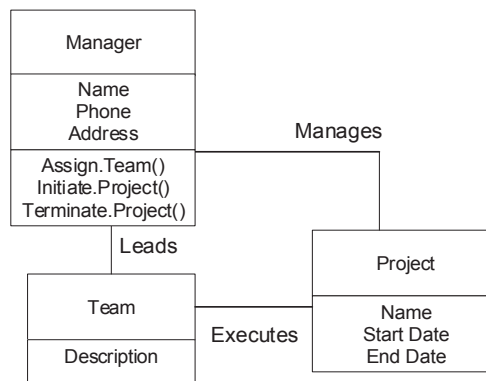 Manager
Name
Phone
Address
Manages
Assign.Team()
Initiate.Project()
Terminate.Project()
Leads
Team
Description
Executes
Project
Name
Start Date
End Date